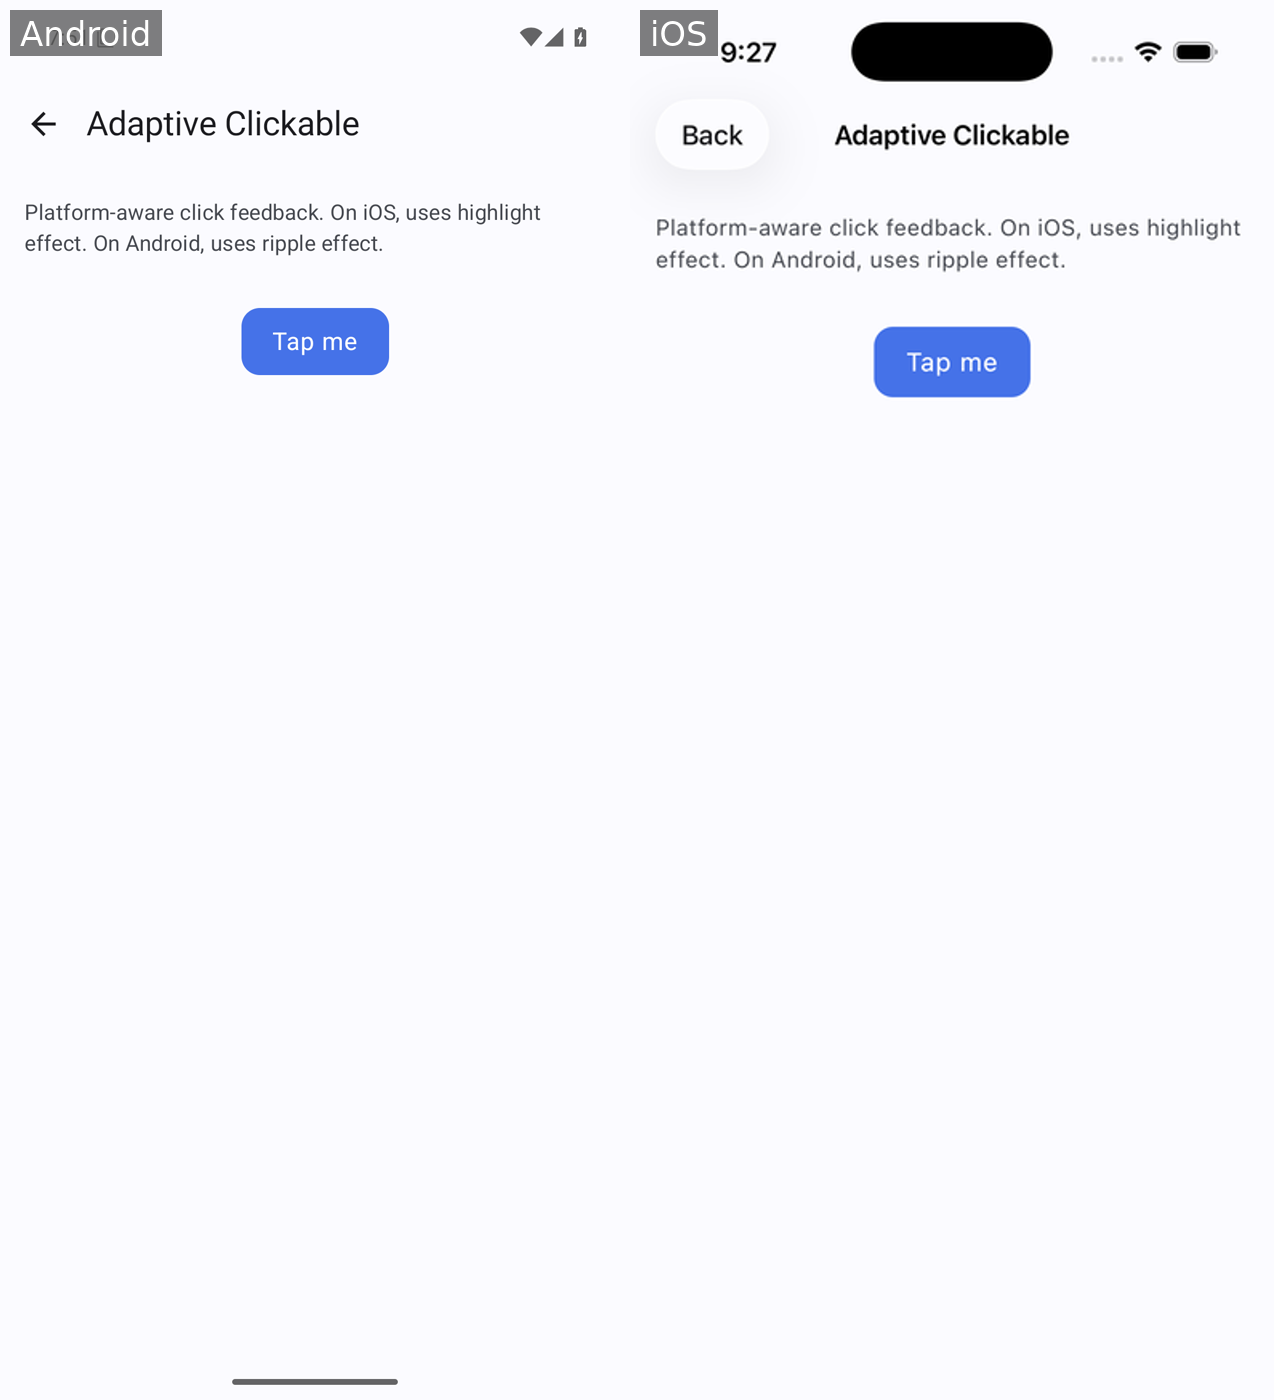 Android
Adaptive Clickable
Platform-aware click feedback. On iOS, uses highlight
effect. On Android, uses ripple effect.
Tap me
iOS
9:27
Back
Adaptive Clickable
Platform-aware click feedback. On iOS, uses highlight
effect. On Android, uses ripple effect.
Tap me